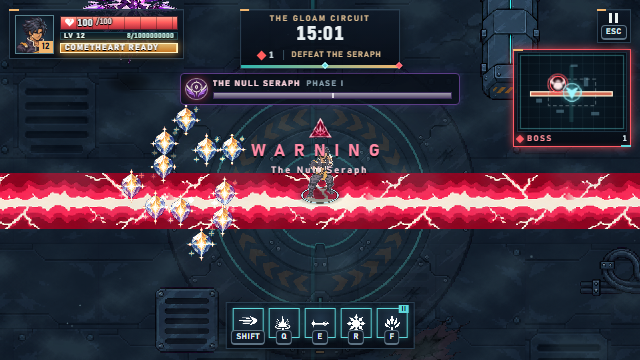 100/100
LV 12
8/1000000000
12
COMETHEART READY
THE GLOAM CIRCUIT
15:01
1
DEFEAT THE SERAPH
ESC
THE NULL SERAPH PHASE I
WARNING
The Null Seraph
BOSS 1
SHIFT
Q
E
R
F